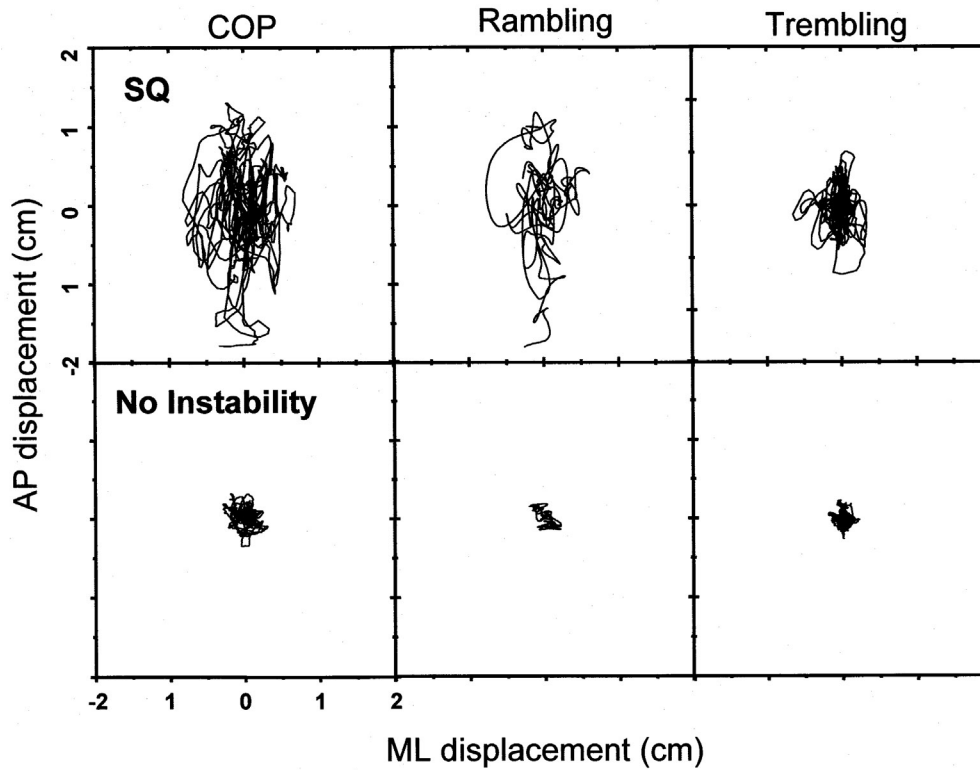 COP Rambling Trembling
2
SQ
1
0
1
-2
No Instability
-2 1 0 1 2
AP displacement (cm)
ML displacement (cm)